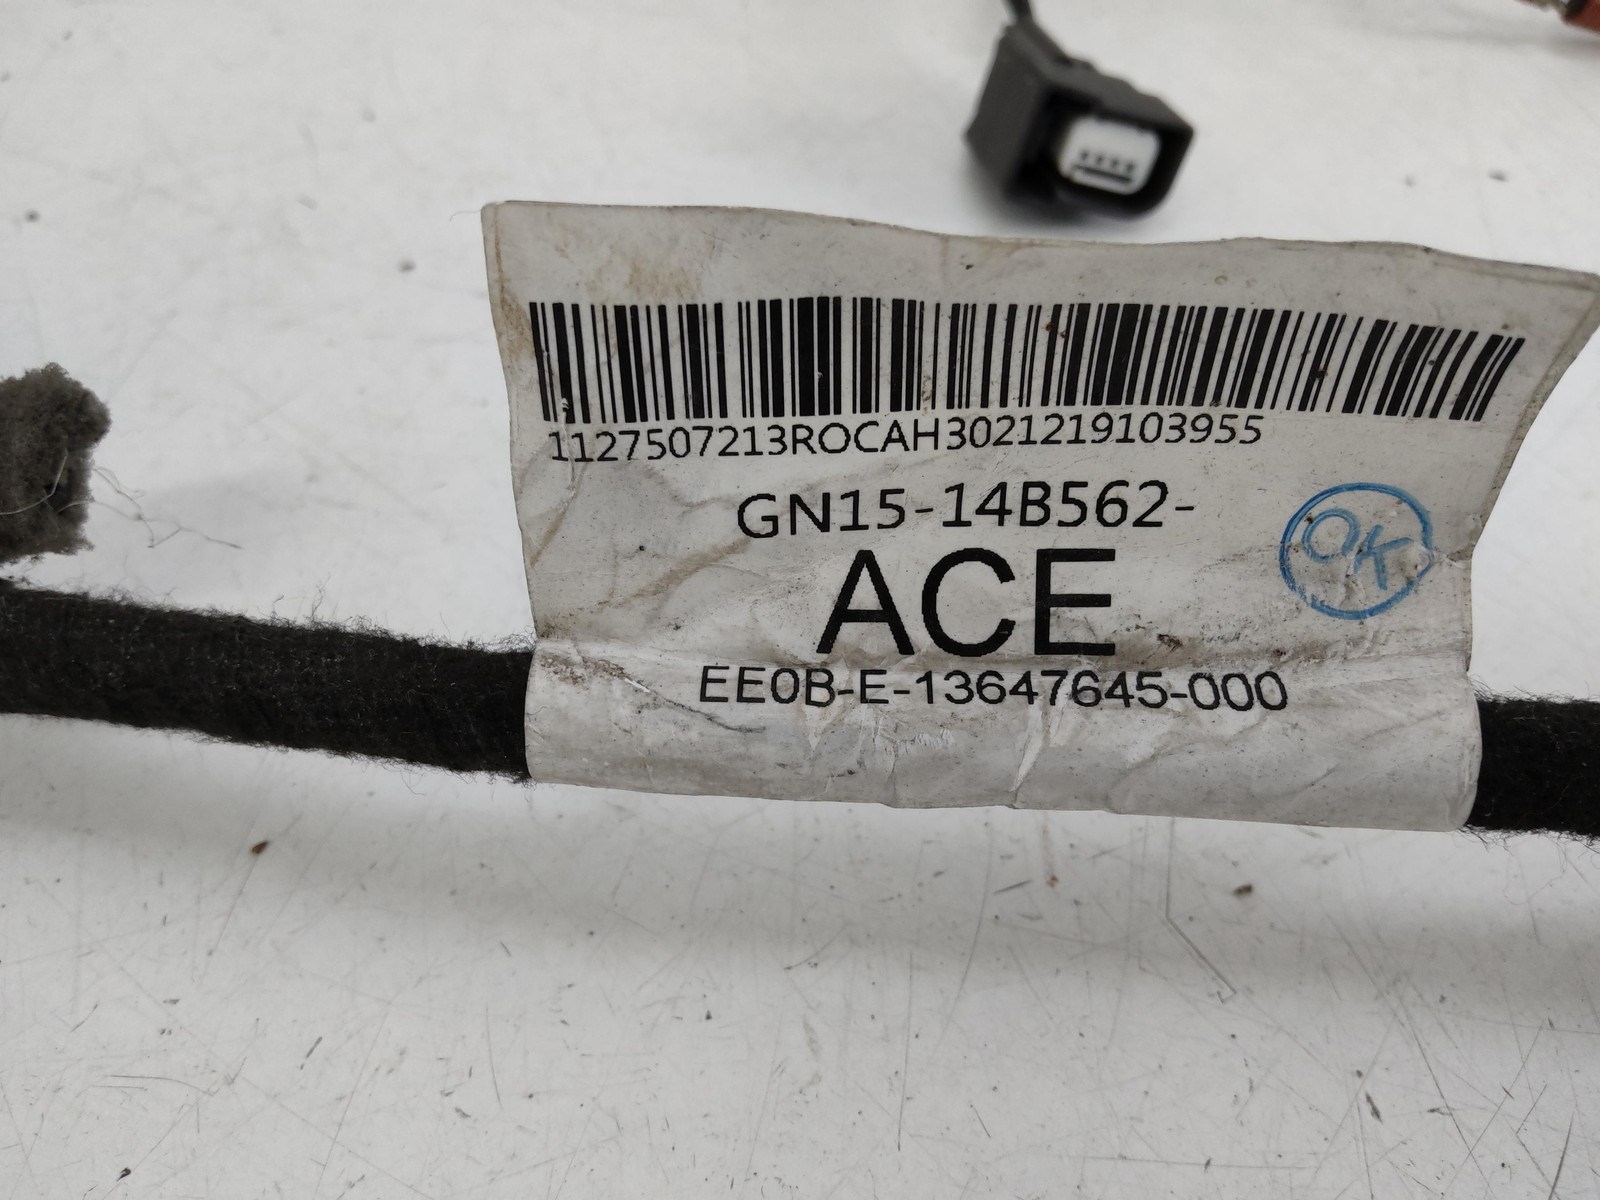 1127507213ROCAH3021219103955
GN15-14B562-
OK
ACE
EE0B-E-13647645-000